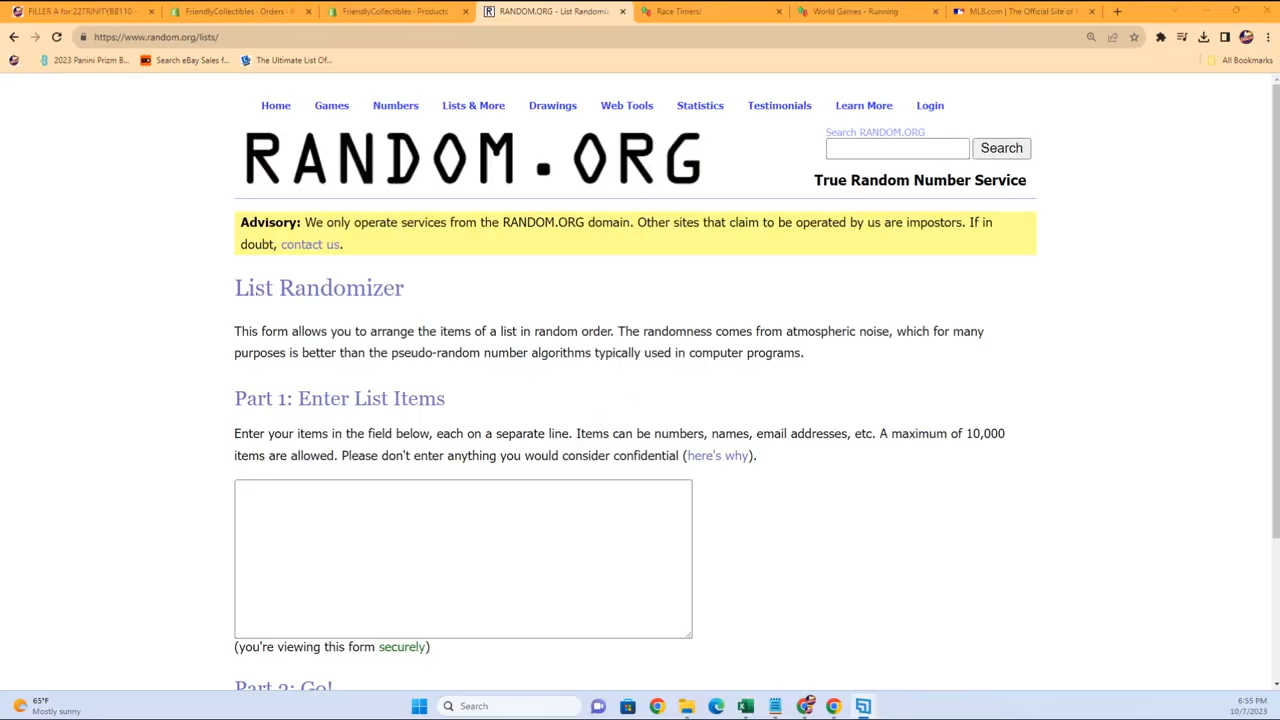 FILLER A for 22TRINITYBB110 -
FriendlyCollectibles - Orders -
FriendlyCollectibles - Products
RANDOM.ORG - List Randomiz
Race Timers!
World Games - Running
MLB.com | The Official Site of
https://www.random.org/lists/
2023 Panini Prizm B...
Search eBay Sales f...
The Ultimate List Of...
All Bookmarks
Home Games Numbers Lists & More Drawings Web Tools Statistics Testimonials Learn More Login
RANDOM.ORG
Search RANDOM.ORG
Search
True Random Number Service
Advisory: We only operate services from the RANDOM.ORG domain. Other sites that claim to be operated by us are impostors. If in
doubt, contact us.
List Randomizer
This form allows you to arrange the items of a list in random order. The randomness comes from atmospheric noise, which for many
purposes is better than the pseudo-random number algorithms typically used in computer programs.
Part 1: Enter List Items
Enter your items in the field below, each on a separate line. Items can be numbers, names, email addresses, etc. A maximum of 10,000
items are allowed. Please don't enter anything you would consider confidential (here's why).
(you're viewing this form securely)
Part 2: Go!
65°F
Mostly sunny
Search
6:55 PM
10/7/2023